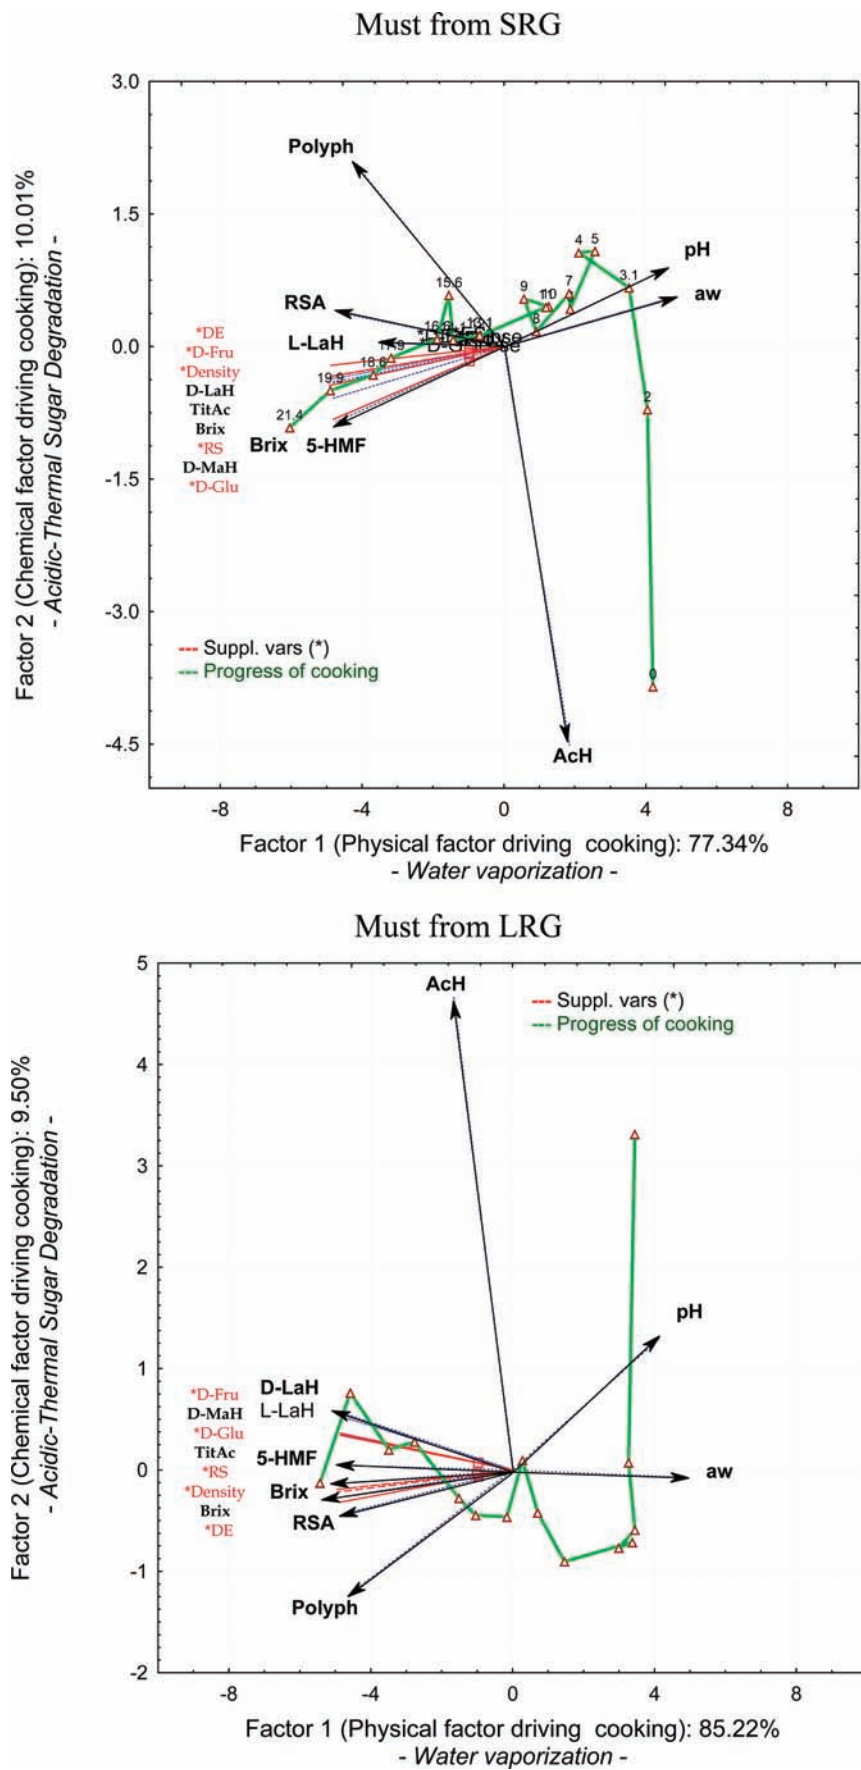 Must from SRG
Factor 2 (Chemical factor driving cooking): 10.01%
- Acidic-Thermal Sugar Degradation -
3.0
1.5
0.0
-1.5
-3.0
-4.5
Polyph
RSA
L-LaH
*DE
*D-Fru
*Density
D-LaH
TitAc
Brix
*RS
D-MaH
*D-Glu
Brix
5-HMF
pH
aw
AcH
15.6
13.1
17.9
18.6
19.9
21.4
9
8
7
4
5
3.1
2
0
Suppl. vars (*)
Progress of cooking
-8
-4
0
4
8
Factor 1 (Physical factor driving cooking): 77.34%
- Water vaporization -
Must from LRG
Factor 2 (Chemical factor driving cooking): 9.50%
- Acidic-Thermal Sugar Degradation -
5
4
3
2
1
0
-1
-2
AcH
Suppl. vars (*)
Progress of cooking
pH
aw
*D-Fru
D-MaH
*D-Glu
TitAc
*RS
*Density
Brix
*DE
D-LaH
L-LaH
5-HMF
Brix
RSA
Polyph
-8
-4
0
4
8
Factor 1 (Physical factor driving cooking): 85.22%
- Water vaporization -